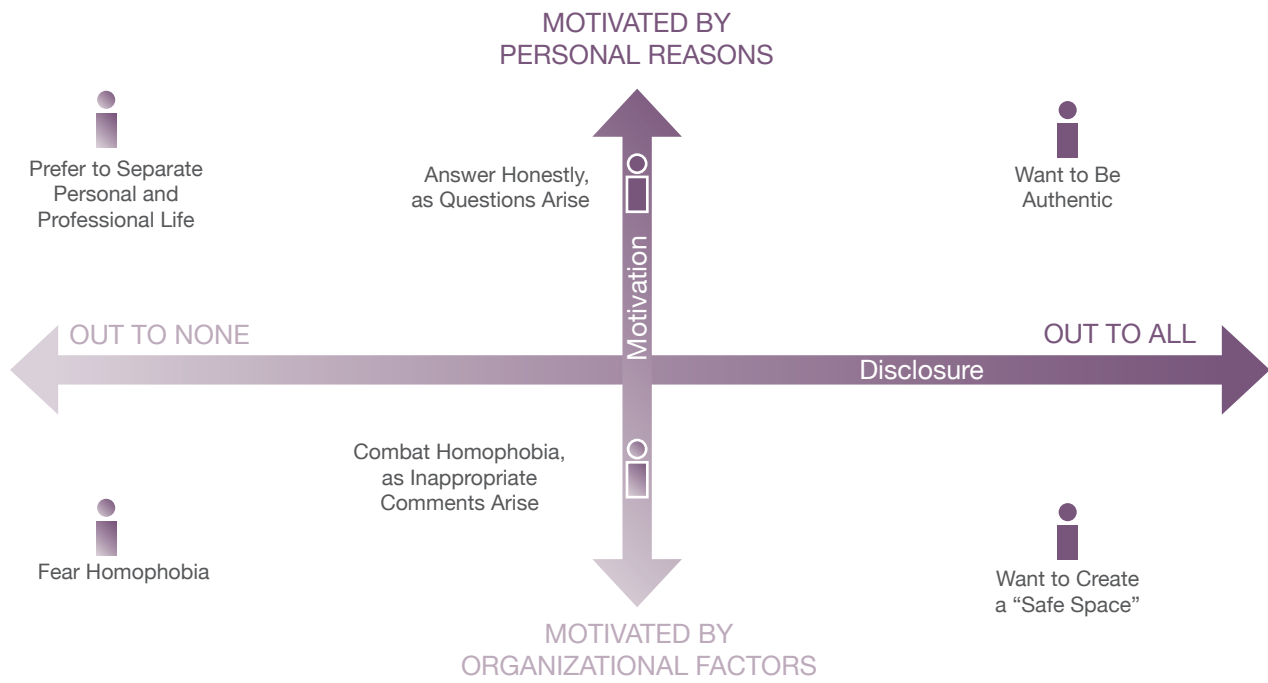 MOTIVATED BY
PERSONAL REASONS
Prefer to Separate
Personal and
Professional Life
Answer Honestly,
as Questions Arise
Want to Be
Authentic
Motivation
OUT TO NONE
OUT TO ALL
Disclosure
Combat Homophobia,
as Inappropriate
Comments Arise
Fear Homophobia
Want to Create
a “Safe Space”
MOTIVATED BY
ORGANIZATIONAL FACTORS